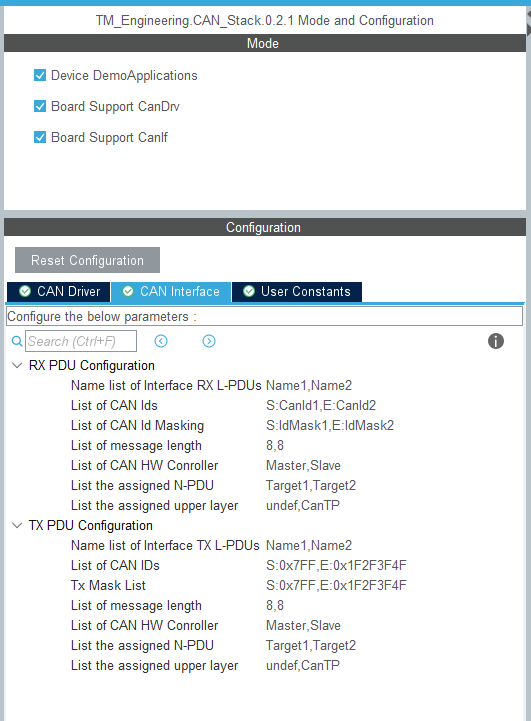 TM_Engineering.CAN_Stack.0.2.1 Mode and Configuration
Mode
Device DemoApplications
Board Support CanDrv
Board Support CanIf
Configuration
Reset Configuration
CAN Driver CAN Interface User Constants
Configure the below parameters :
Search (Ctrl+F)
RX PDU Configuration
Name list of Interface RX L-PDUs Name1,Name2
List of CAN Ids S:CanId1,E:CanId2
List of CAN Id Masking S:IdMask1,E:IdMask2
List of message length 8,8
List of CAN HW Conroller Master,Slave
List the assigned N-PDU Target1,Target2
List the assigned upper layer undef,CanTP
TX PDU Configuration
Name list of Interface TX L-PDUs Name1,Name2
List of CAN IDs S:0x7FF,E:0x1F2F3F4F
Tx Mask List S:0x7FF,E:0x1F2F3F4F
List of message length 8,8
List of CAN HW Conroller Master,Slave
List the assigned N-PDU Target1,Target2
List the assigned upper layer undef,CanTP